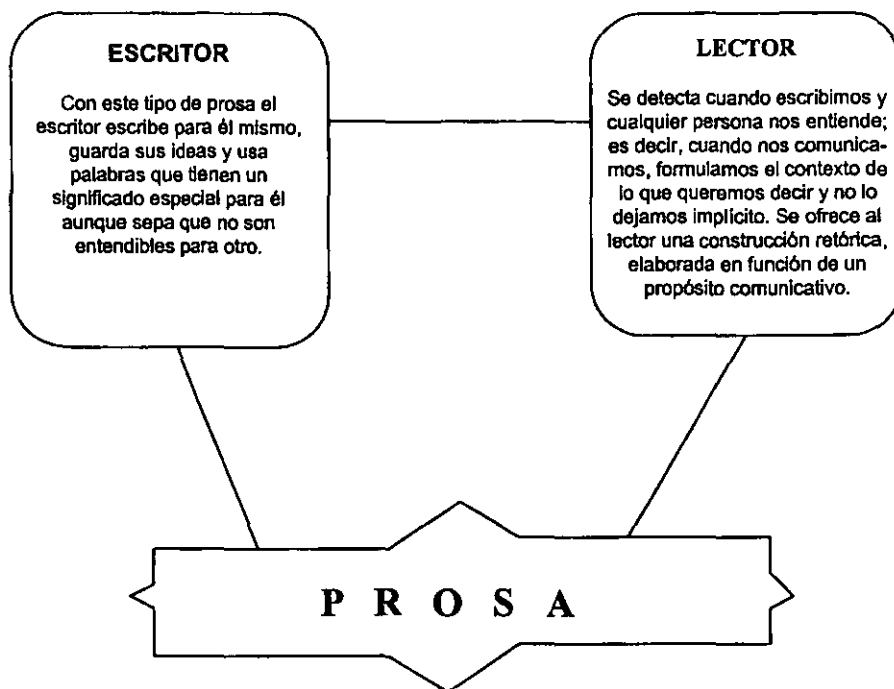 ESCRITOR
Con este tipo de prosa el
escritor escribe para él mismo,
guarda sus ideas y usa
palabras que tienen un
significado especial para él
aunque sepa que no son
entendibles para otro.
LECTOR
Se detecta cuando escribimos y
cualquier persona nos entiende;
es decir, cuando nos comunica-
mos, formulamos el contexto de
lo que queremos decir y no lo
dejamos implícito. Se ofrece al
lector una construcción retórica,
elaborada en función de un
propósito comunicativo.
P R O S A